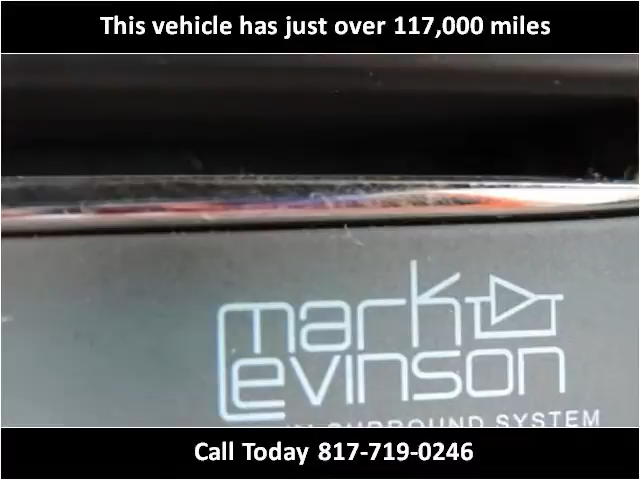 This vehicle has just over 117,000 miles
mark
Levinson
SURROUND SYSTEM
Call Today 817-719-0246